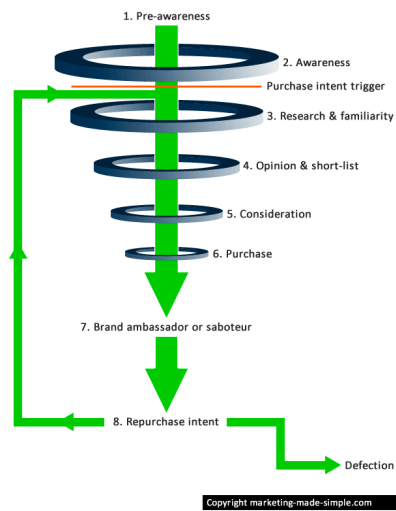 1. Pre-awareness
2. Awareness
Purchase intent trigger
3. Research & familiarity
4. Opinion & short-list
5. Consideration
6. Purchase
7. Brand ambassador or saboteur
8. Repurchase intent
Defection
Copyright marketing-made-simple.com